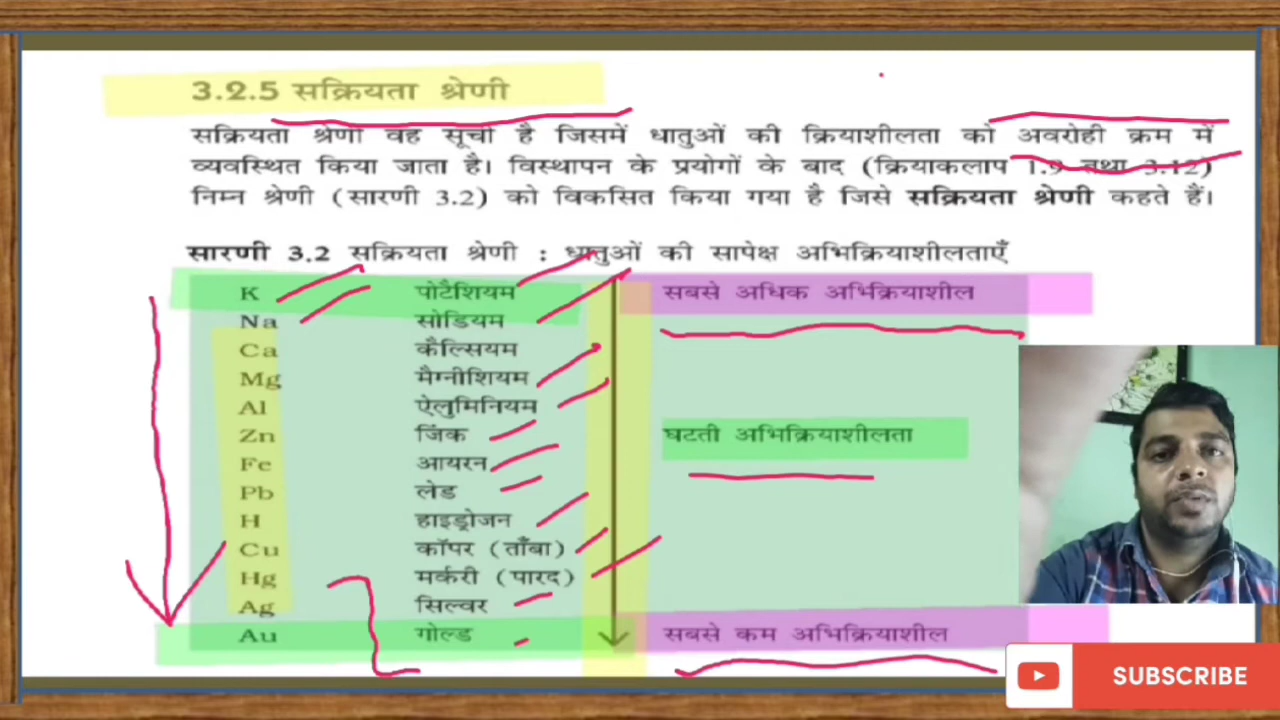 3.2.5 सक्रियता श्रेणी
सक्रियता श्रेणी वह सूची है जिसमें धातुओं की क्रियाशीलता को अवरोही क्रम में
व्यवस्थित किया जाता है। विस्थापन के प्रयोगों के बाद (क्रियाकलाप 1.9 तथा 3.12)
निम्न श्रेणी (सारणी 3.2) को विकसित किया गया है जिसे सक्रियता श्रेणी कहते हैं।
सारणी 3.2 सक्रियता श्रेणी : धातुओं की सापेक्ष अभिक्रियाशीलताएँ
K पोटैशियम सबसे अधिक अभिक्रियाशील
Na सोडियम
Ca कैल्सियम
Mg मैग्नीशियम
Al ऐलुमिनियम
Zn जिंक घटती अभिक्रियाशीलता
Fe आयरन
Pb लेड
H हाइड्रोजन
Cu कॉपर (ताँबा)
Hg मर्करी (पारद)
Ag सिल्वर
Au गोल्ड सबसे कम अभिक्रियाशील
SUBSCRIBE